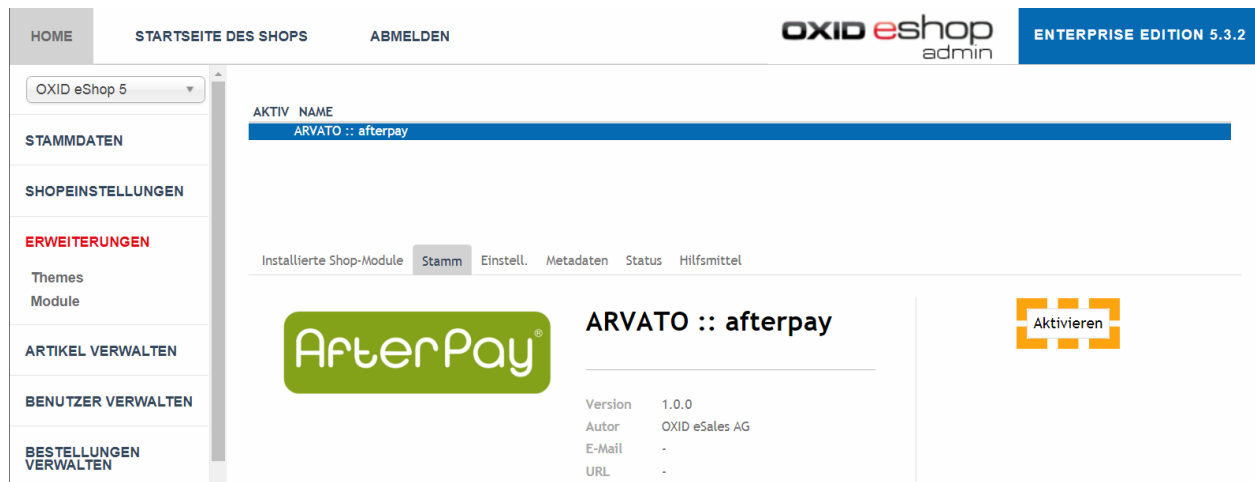 HOME STARTSEITE DES SHOPS ABMELDEN OXID eshop admin ENTERPRISE EDITION 5.3.2
OXID eShop 5
AKTIV NAME
ARVATO :: afterpay
STAMMDATEN
SHOPEINSTELLUNGEN
ERWEITERUNGEN
Themes
Module
ARTIKEL VERWALTEN
BENUTZER VERWALTEN
BESTELLUNGEN
VERWALTEN
Installierte Shop-Module Stamm Einstell. Metadaten Status Hilfsmittel
AfterPay®
ARVATO :: afterpay
Aktivieren
Version 1.0.0
Autor OXID eSales AG
E-Mail -
URL -